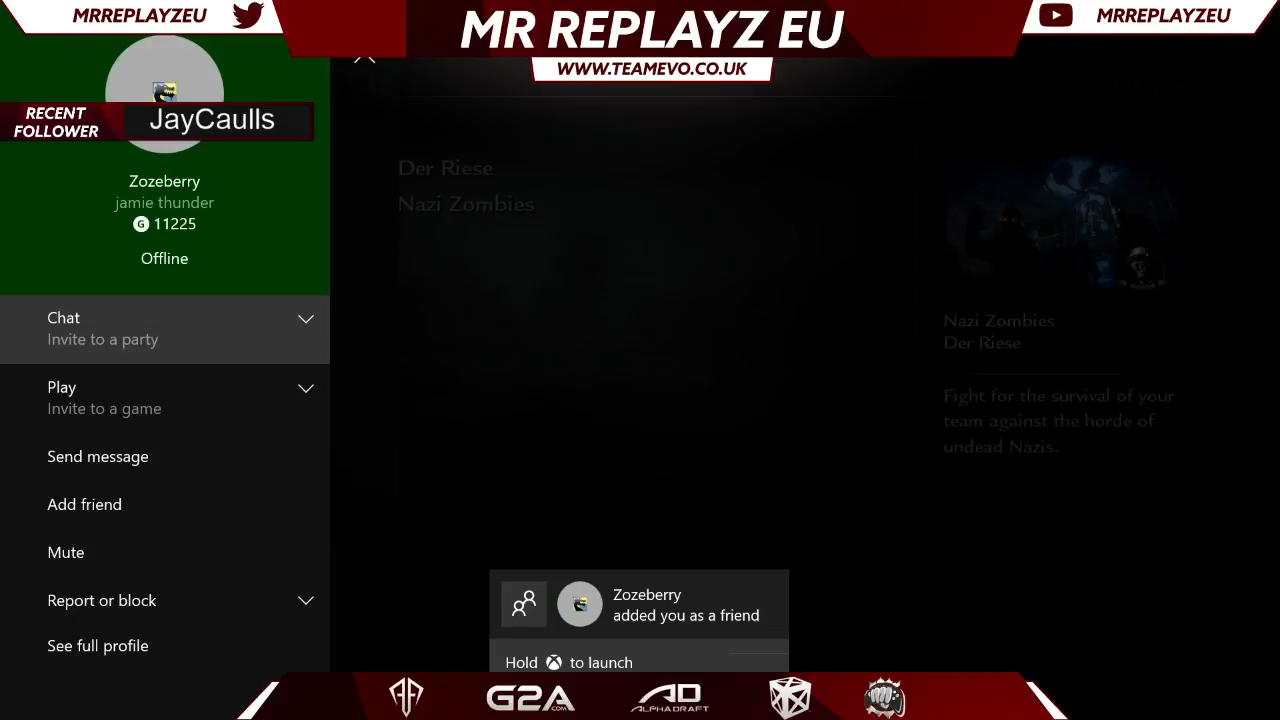 MRREPLAYZEU
MR REPLAYZ EU
MRREPLAYZEU
WWW.TEAMEVO.CO.UK
RECENT
FOLLOWER
JayCaulls
Zozeberry
jamie thunder
G 11225
Offline
Chat
Invite to a party
Play
Invite to a game
Send message
Add friend
Mute
Report or block
See full profile
Der Riese
Nazi Zombies
Nazi Zombies
Der Riese
Fight for the survival of your
team against the horde of
undead Nazis.
Zozeberry
added you as a friend
Hold to launch
G2A.COM
ALPHADRAFT